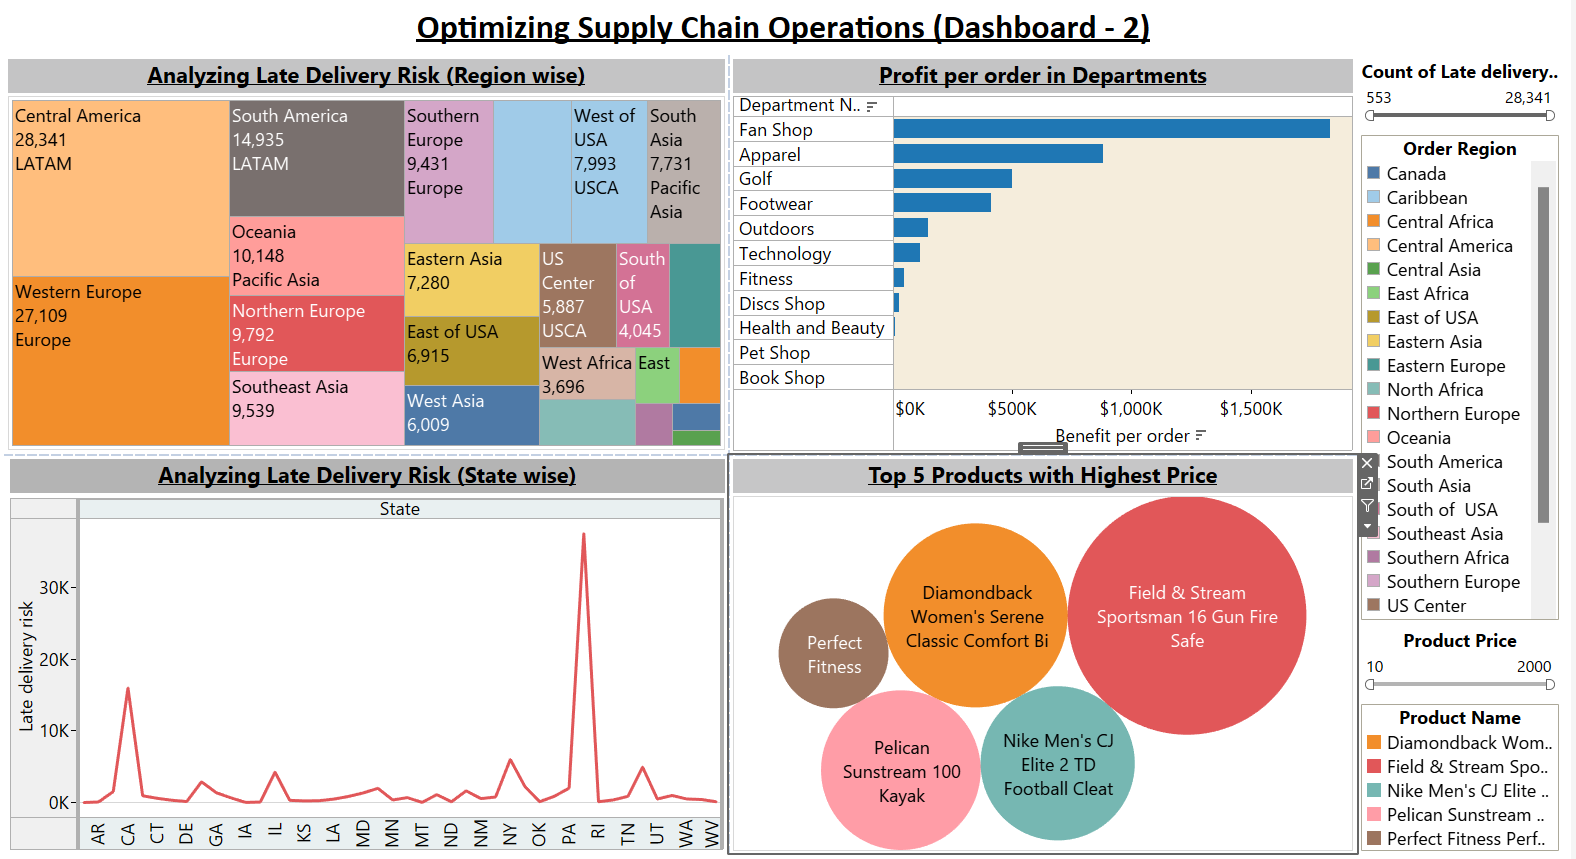 Optimizing Supply Chain Operations (Dashboard - 2)
Analyzing Late Delivery Risk (Region wise)
Central America
28,341
LATAM
Western Europe
27,109
Europe
South America
14,935
LATAM
Oceania
10,148
Pacific Asia
Northern Europe
9,792
Europe
Southeast Asia
9,539
Southern
Europe
9,431
Europe
West of
USA
7,993
USCA
South
Asia
7,731
Pacific
Asia
Eastern Asia
7,280
East of USA
6,915
West Asia
6,009
US
Center
5,887
USCA
South
of
USA
4,045
West Africa
3,696
East
Profit per order in Departments
Department N..
Fan Shop
Apparel
Golf
Footwear
Outdoors
Technology
Fitness
Discs Shop
Health and Beauty
Pet Shop
Book Shop
$0K $500K $1,000K $1,500K
Benefit per order
Count of Late delivery..
553 28,341
Order Region
Canada
Caribbean
Central Africa
Central America
Central Asia
East Africa
East of USA
Eastern Asia
Eastern Europe
North Africa
Northern Europe
Oceania
South America
South Asia
South of USA
Southeast Asia
Southern Africa
Southern Europe
US Center
Analyzing Late Delivery Risk (State wise)
State
Late delivery risk
30K
20K
10K
0K
AR CA CT DE GA IA IL KS LA MD MN MT ND NM NY OK PA RI TN UT WA WV
Top 5 Products with Highest Price
Diamondback
Women's Serene
Classic Comfort Bi
Field & Stream
Sportsman 16 Gun Fire
Safe
Perfect
Fitness
Pelican
Sunstream 100
Kayak
Nike Men's CJ
Elite 2 TD
Football Cleat
Product Price
10 2000
Product Name
Diamondback Wom..
Field & Stream Spo..
Nike Men's CJ Elite ..
Pelican Sunstream ..
Perfect Fitness Perf..